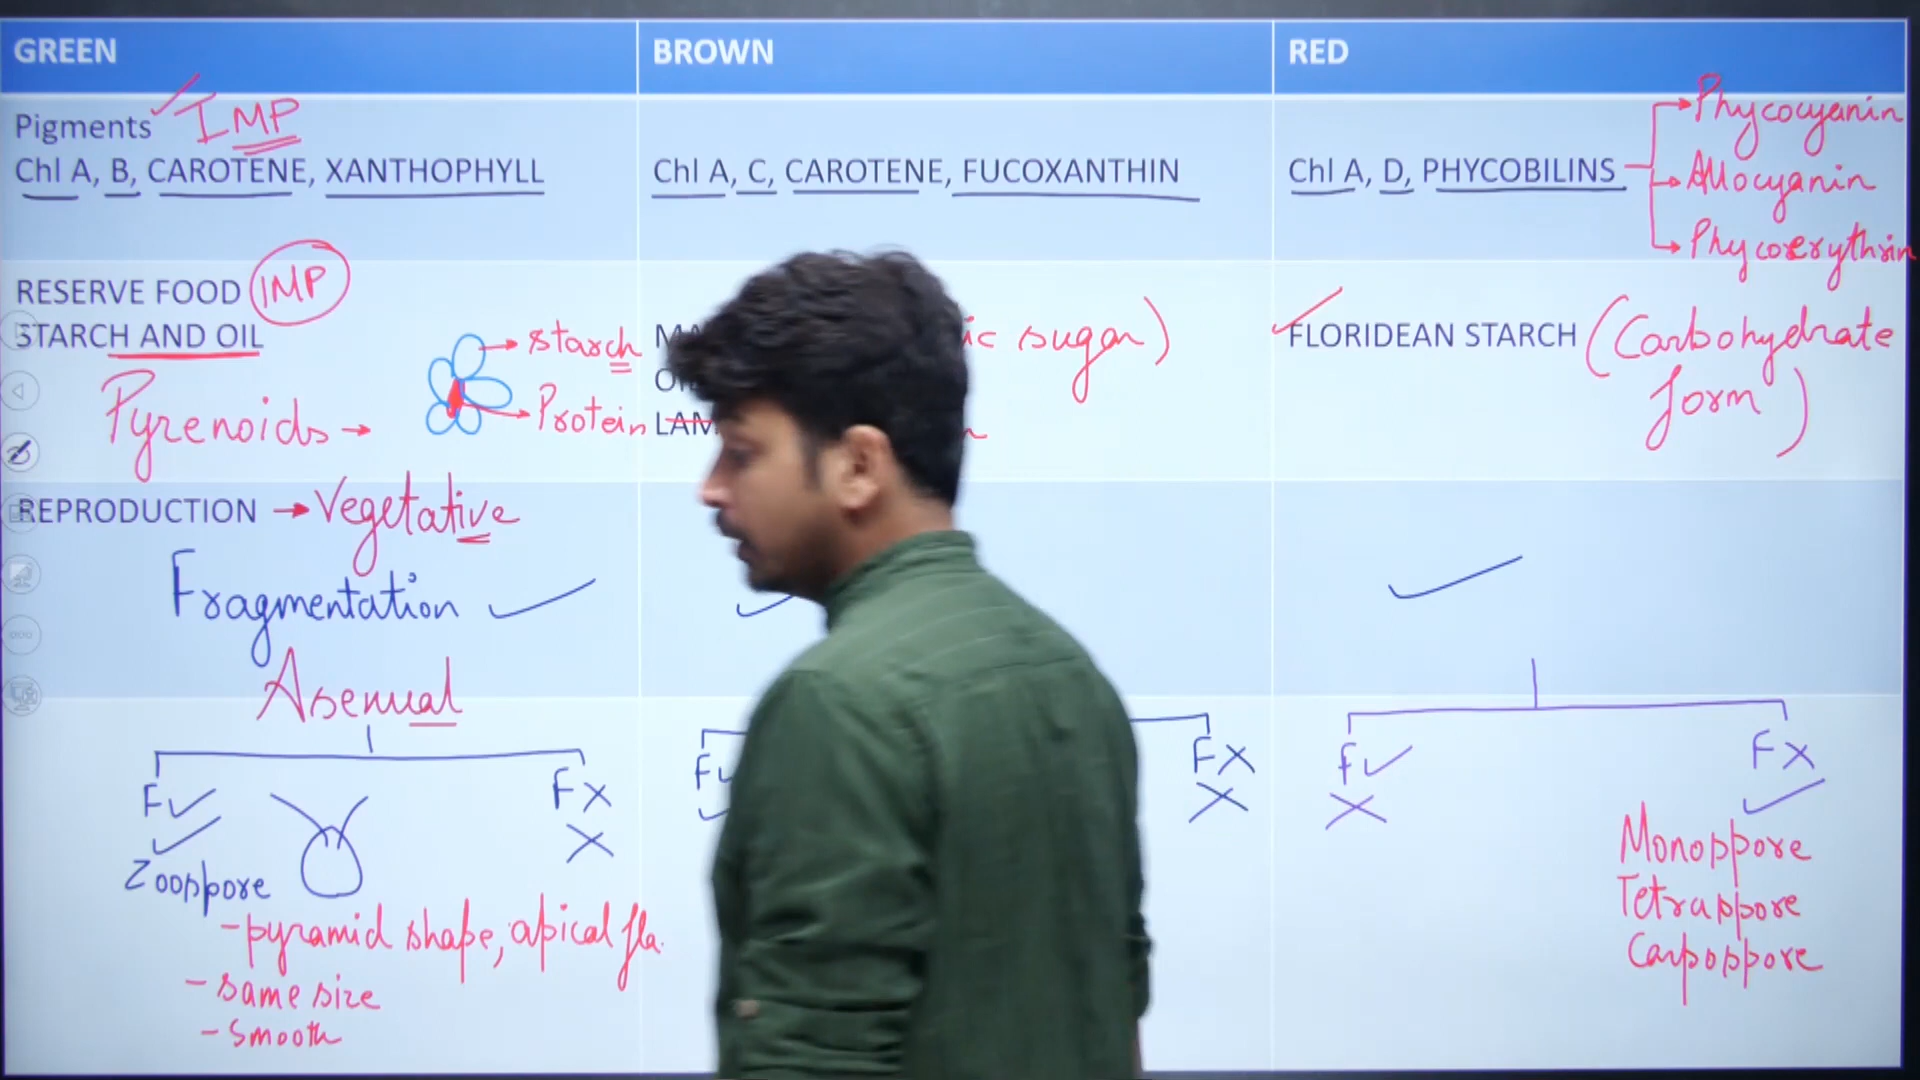 GREEN
BROWN
RED
Pigments IMP
Chl A, B, CAROTENE, XANTHOPHYLL
Chl A, C, CAROTENE, FUCOXANTHIN
Chl A, D, PHYCOBILINS
Phycocyanin
Allocyanin
Phycoerythrin
RESERVE FOOD IMP
STARCH AND OIL
Pyrenoids
starch
Protein
ic sugar)
LAM
FLORIDEAN STARCH (Carbohydrate
form)
REPRODUCTION → Vegetative
Fragmentation
Asexual
F✓
Fx
Zoospore
- pyramid shape, apical fla.
- same size
- smooth
F
Fx
F✓
Fx
Monospore
Tetraspore
Carpospore